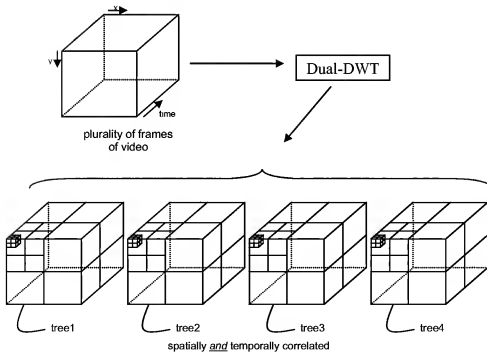 x
y
time
Dual-DWT
plurality of frames
of video
tree1
tree2
tree3
tree4
spatially and temporally correlated